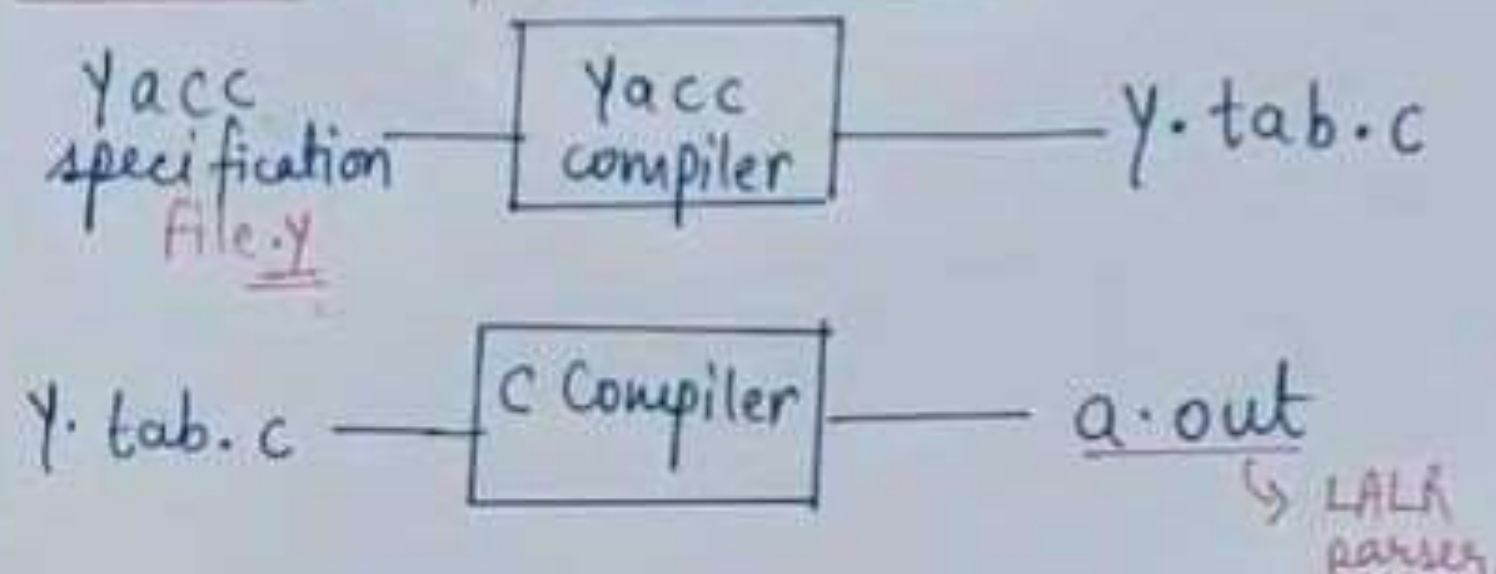 Yacc
specification
file.y
Yacc
compiler
y.tab.c
y.tab.c
C Compiler
a.out
LALR
parser